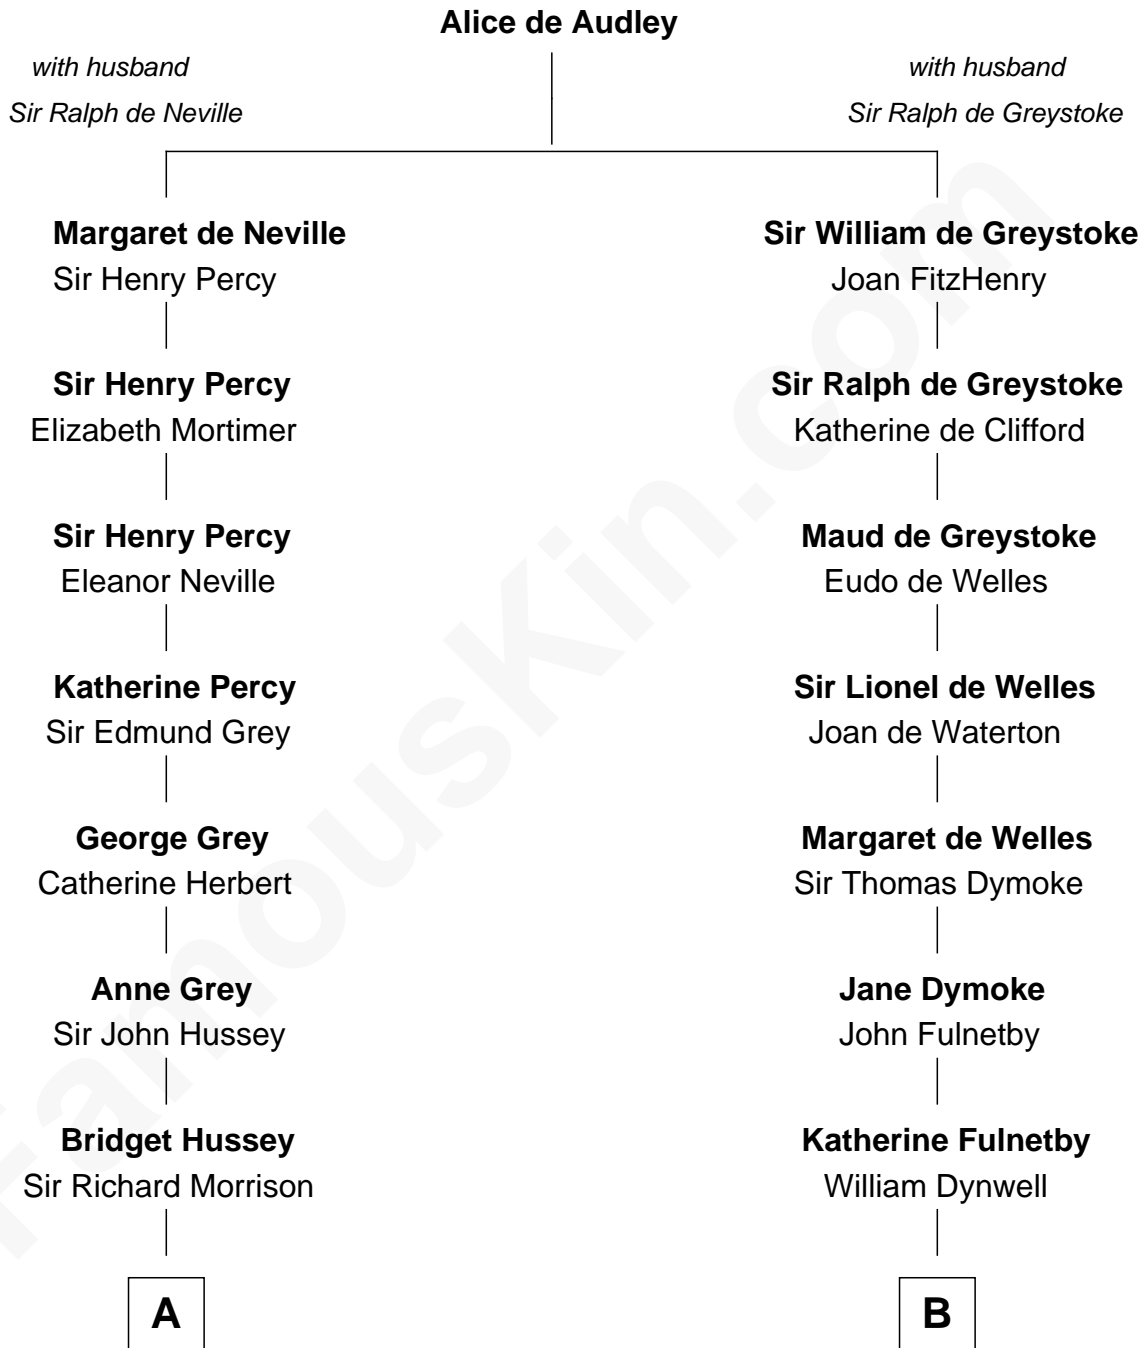 Alice de Audley
with husband
Sir Ralph de Neville
with husband
Sir Ralph de Greystoke
Margaret de Neville
Sir Henry Percy
Sir William de Greystoke
Joan FitzHenry
Sir Henry Percy
Elizabeth Mortimer
Sir Ralph de Greystoke
Katherine de Clifford
Sir Henry Percy
Eleanor Neville
Maud de Greystoke
Eudo de Welles
Katherine Percy
Sir Edmund Grey
Sir Lionel de Welles
Joan de Waterton
George Grey
Catherine Herbert
Margaret de Welles
Sir Thomas Dymoke
Anne Grey
Sir John Hussey
Jane Dymoke
John Fulnetby
Bridget Hussey
Sir Richard Morrison
Katherine Fulnetby
William Dynwell
A
B
FamousKin.com